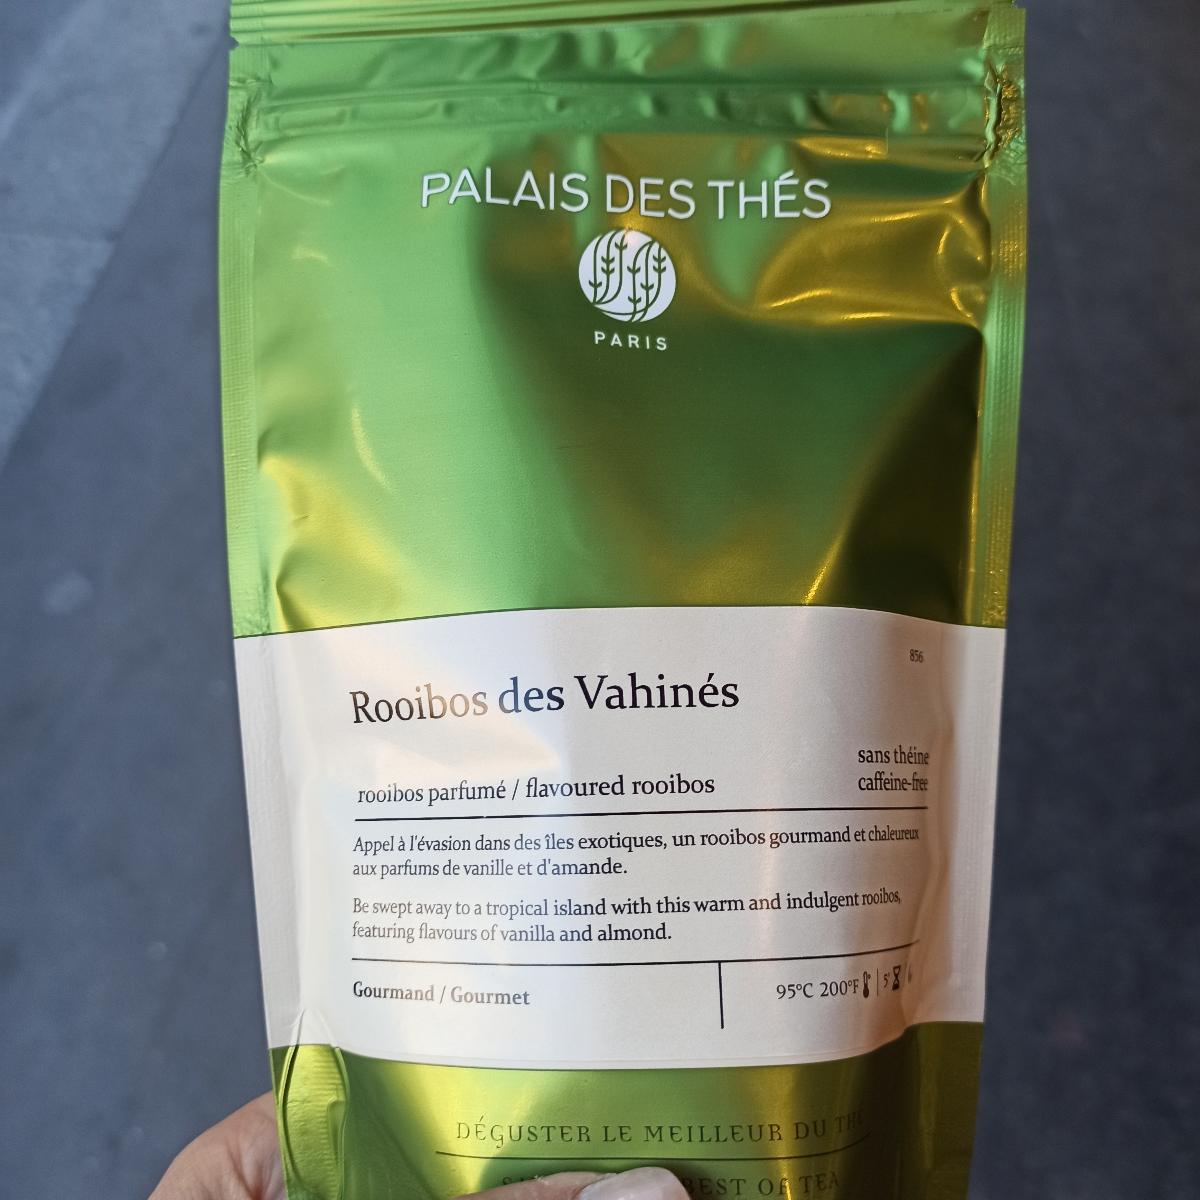 PALAIS DES THÉS
PARIS
856
Rooibos des Vahinés
sans théine
rooibos parfumé / flavoured rooibos
caffeine-free
Appel à l'évasion dans des îles exotiques, un rooibos gourmand et chaleureux
aux parfums de vanille et d'amande.
Be swept away to a tropical island with this warm and indulgent rooibos,
featuring flavours of vanilla and almond.
Gourmand / Gourmet
95°C 200°F | 5'
DÉGUSTER LE MEILLEUR DU THÉ
BEST OF TEA